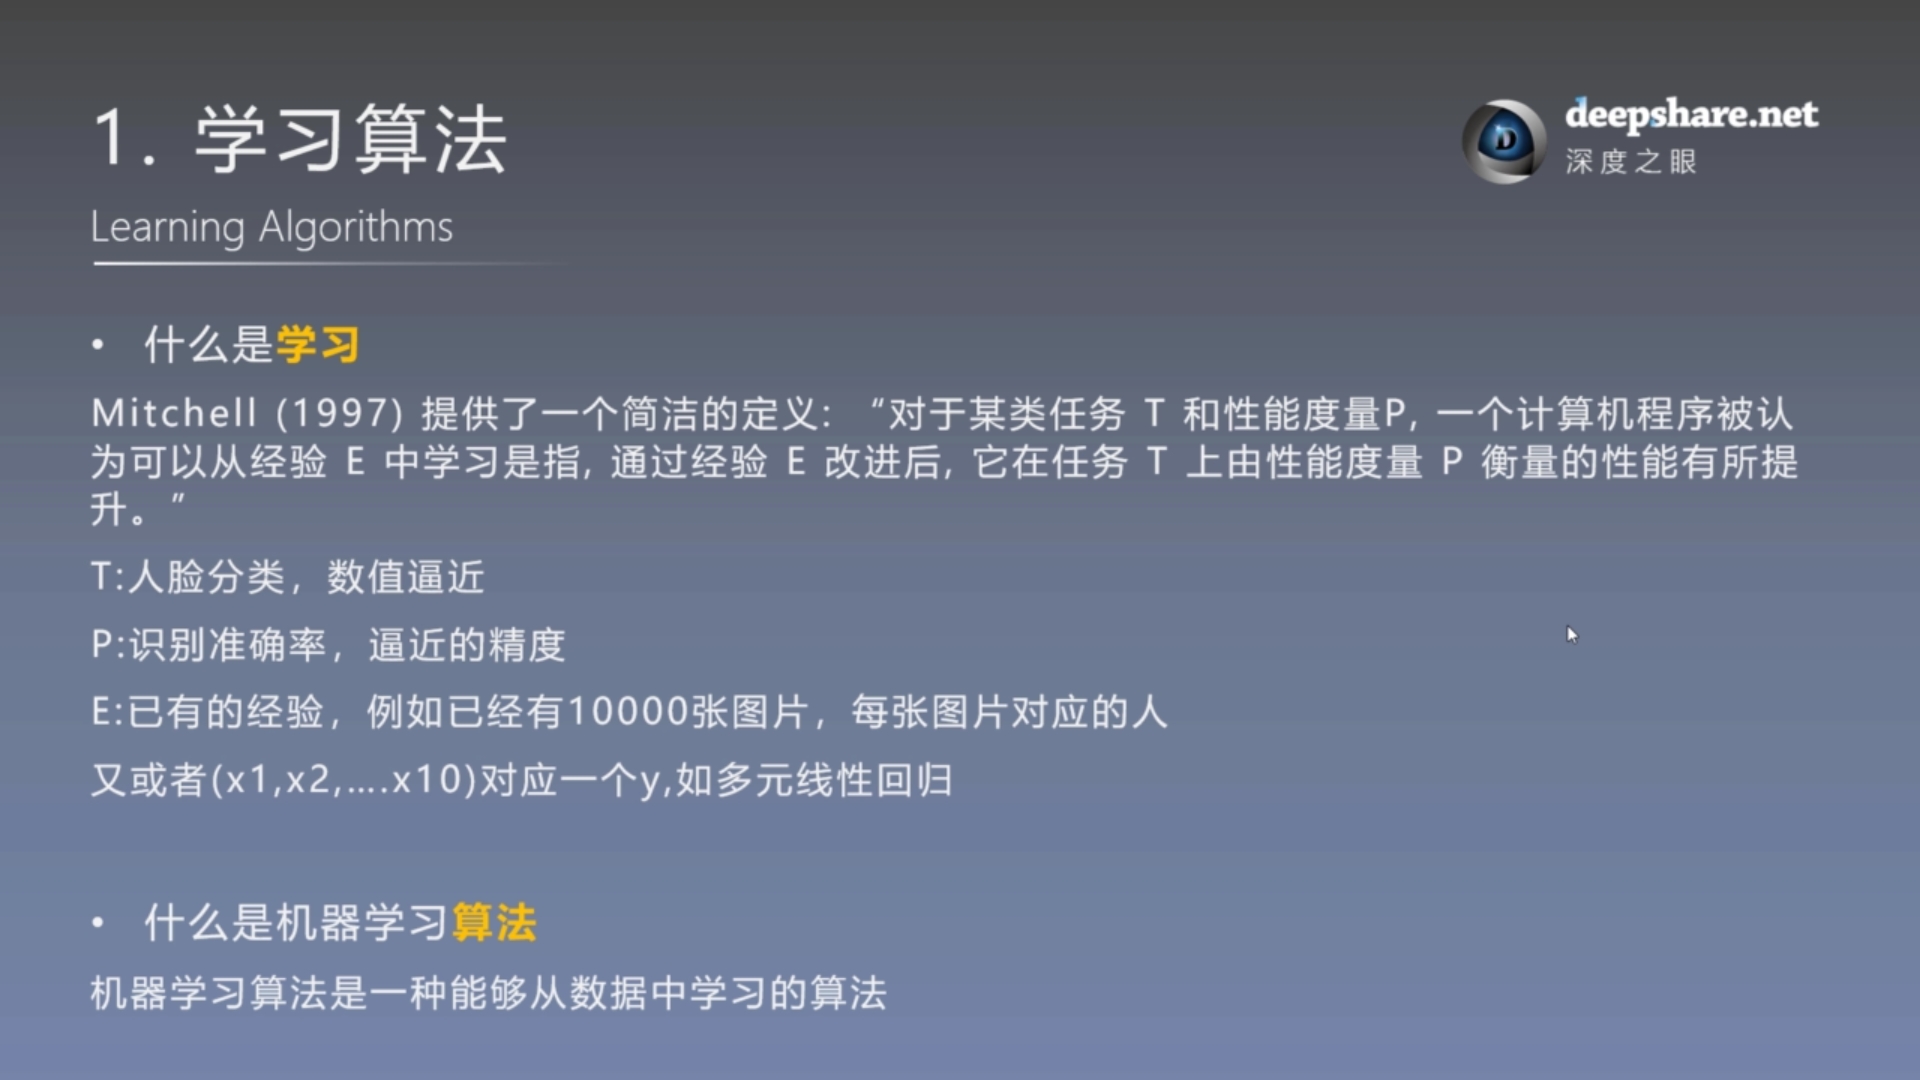 1. 学习算法
deepshare.net
深度之眼
Learning Algorithms
• 什么是学习
Mitchell (1997) 提供了一个简洁的定义: “对于某类任务 T 和性能度量P, 一个计算机程序被认
为可以从经验 E 中学习是指, 通过经验 E 改进后, 它在任务 T 上由性能度量 P 衡量的性能有所提
升。”
T:人脸分类，数值逼近
P:识别准确率，逼近的精度
E:已有的经验，例如已经有10000张图片，每张图片对应的人
又或者(x1,x2,….x10)对应一个y,如多元线性回归
• 什么是机器学习算法
机器学习算法是一种能够从数据中学习的算法